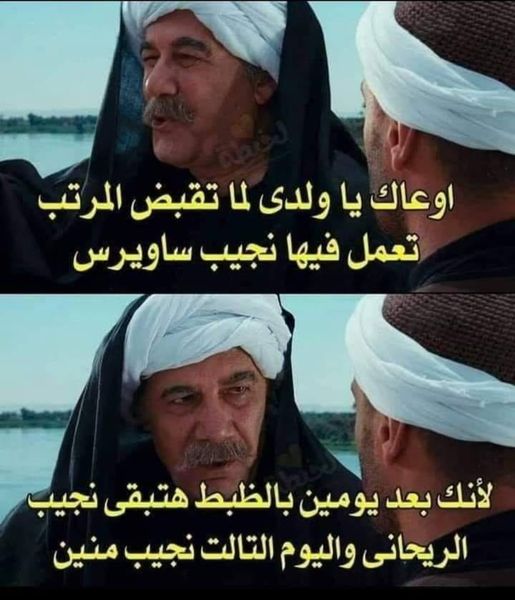 اوعاك يا ولدى لما تقبض المرتب
تعمل فيها نجيب ساويرس
لأنك بعد يومين بالظبط هتبقى نجيب
الريحانى واليوم التالت نجيب منين